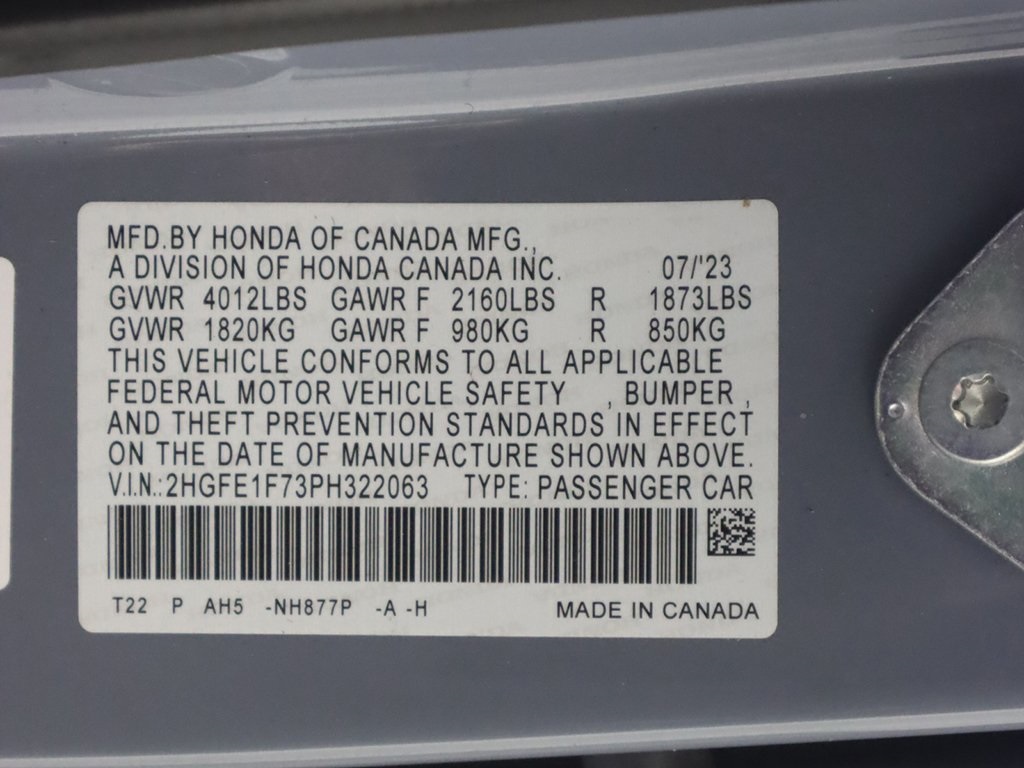 MFD.BY HONDA OF CANADA MFG.,
A DIVISION OF HONDA CANADA INC. 07/'23
GVWR 4012LBS GAWR F 2160LBS R 1873LBS
GVWR 1820KG GAWR F 980KG R 850KG
THIS VEHICLE CONFORMS TO ALL APPLICABLE
FEDERAL MOTOR VEHICLE SAFETY , BUMPER ,
AND THEFT PREVENTION STANDARDS IN EFFECT
ON THE DATE OF MANUFACTURE SHOWN ABOVE.
V.I.N.:2HGFE1F73PH322063 TYPE: PASSENGER CAR
T22 P AH5 -NH877P -A -H MADE IN CANADA